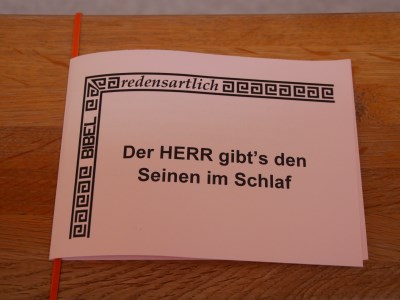 BIBEL redensartlich
Der HERR gibt's den
Seinen im Schlaf